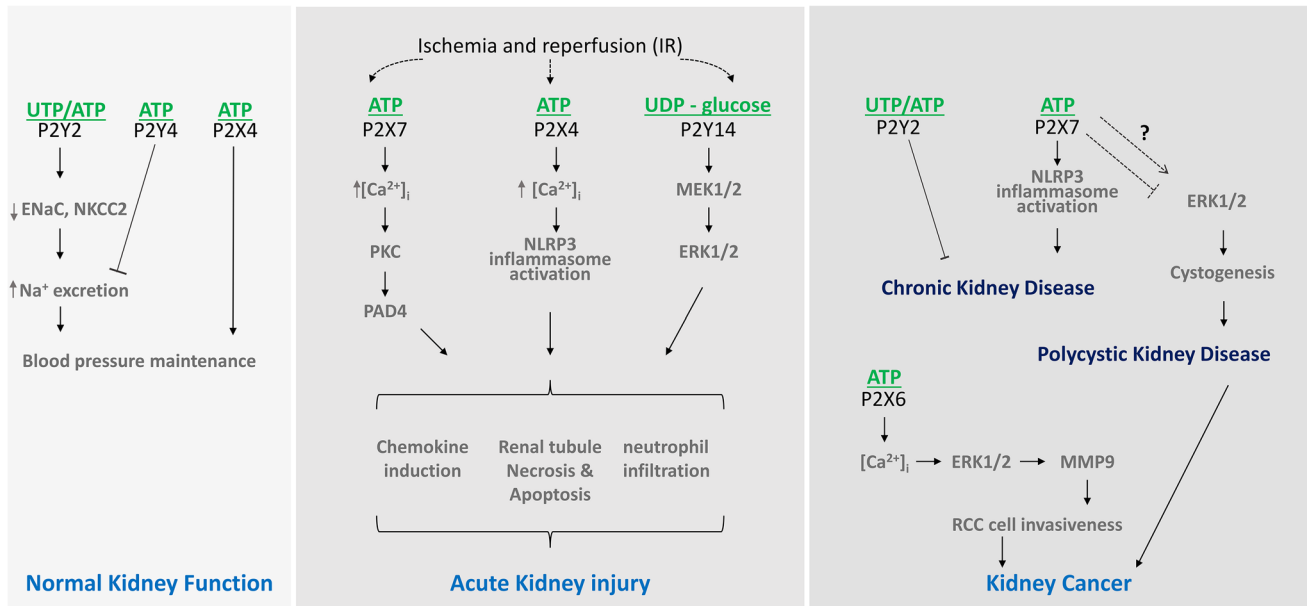 UTP/ATP
P2Y2
ATP
P2Y4
ATP
P2X4
↓ ENaC, NKCC2
↑Na⁺ excretion
Blood pressure maintenance
Normal Kidney Function
Ischemia and reperfusion (IR)
ATP
P2X7
↑[Ca²⁺]ᵢ
PKC
PAD4
ATP
P2X4
↑ [Ca²⁺]ᵢ
NLRP3
inflammasome
activation
UDP - glucose
P2Y14
MEK1/2
ERK1/2
Chemokine
induction
Renal tubule
Necrosis &
Apoptosis
neutrophil
infiltration
Acute Kidney injury
UTP/ATP
P2Y2
ATP
P2X7
?
NLRP3
inflammasome
activation
ERK1/2
Cystogenesis
Chronic Kidney Disease
Polycystic Kidney Disease
ATP
P2X6
[Ca²⁺]ᵢ
ERK1/2
MMP9
RCC cell invasiveness
Kidney Cancer